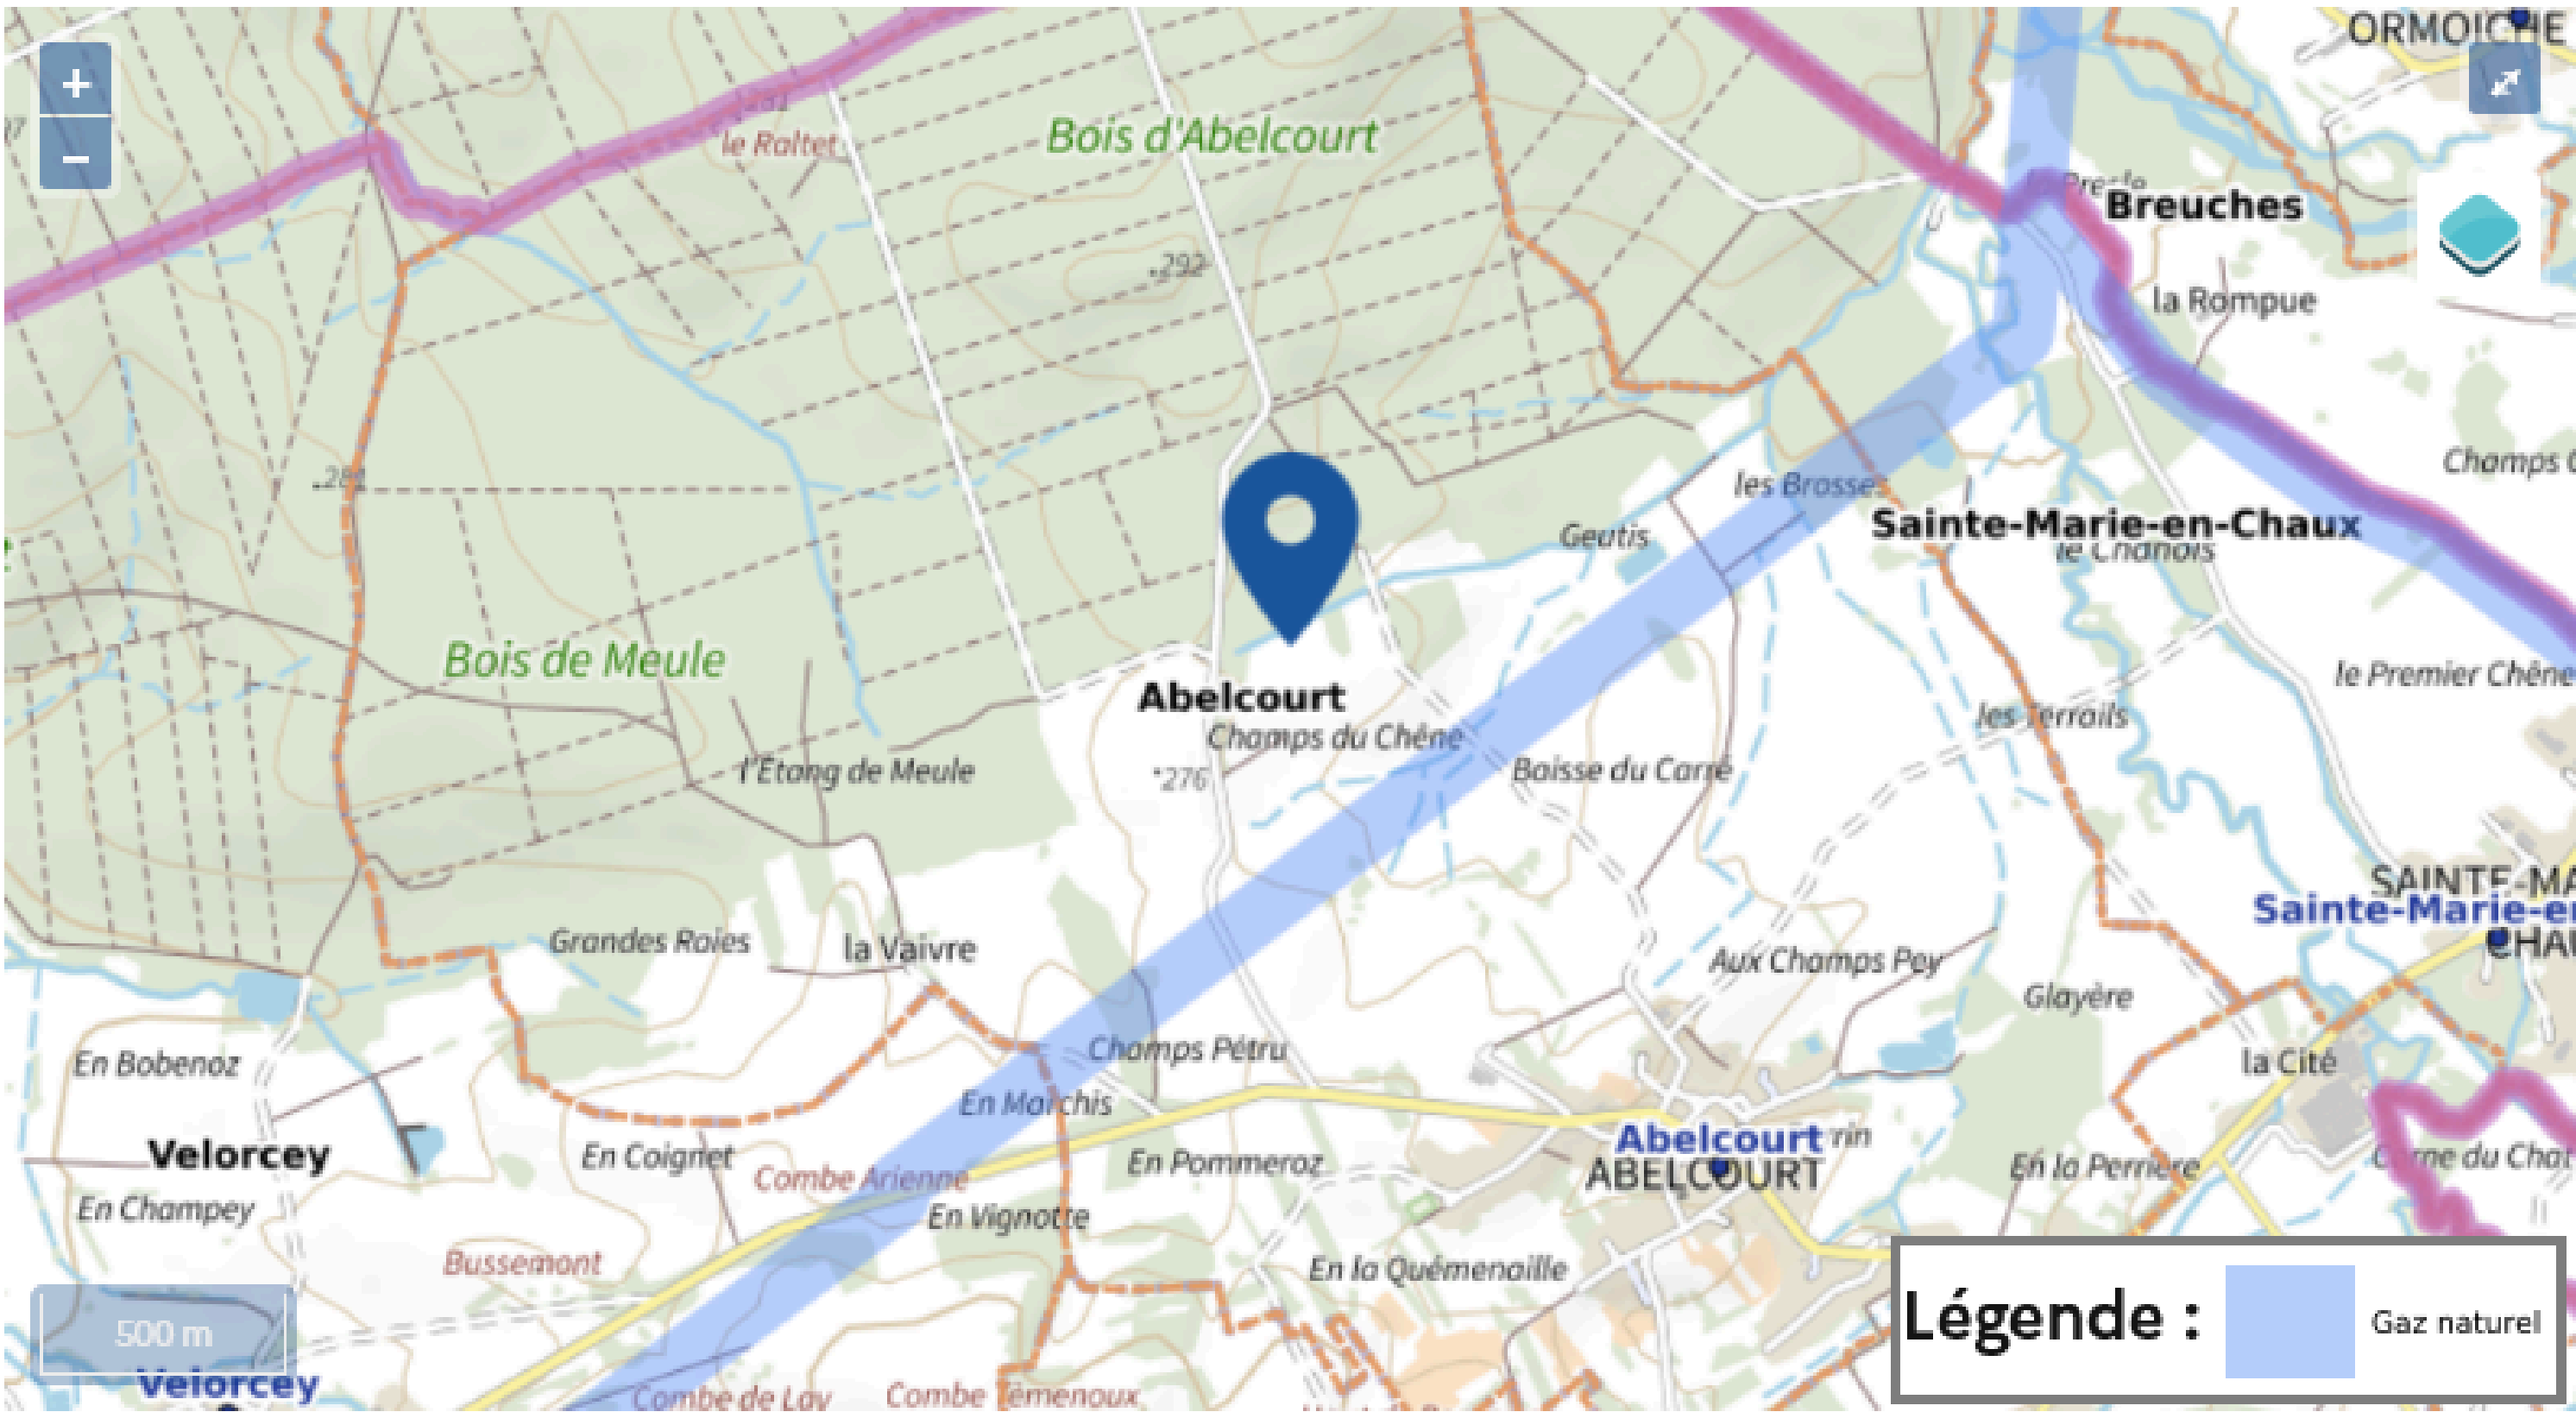 ORMOICHE
+
−
le Raltet
Bois d'Abelcourt
Breuches
.292
la Rompue
.281
les Brosses
Geutis
Sainte-Marie-en-Chaux
le Chanois
Bois de Meule
le Premier Chêne
Abelcourt
Champs du Chêne
les Terrails
l'Etang de Meule
276
Baisse du Carré
SAINTE-MA
Sainte-Marie-en
CHAU
Grandes Raies
la Vaivre
Aux Champs Pey
Glayère
En Bobenoz
Champs Pétru
la Cité
En Marchis
Abelcourt
ABELCOURT
Velorcey
En Coignet
Combe Arienne
En Pommeroz
En la Perrière
En Champey
En Vignotte
Bussemont
En la Quémenaille
500 m
Légende :
Gaz naturel
Velorcey
Combe de Lay
Combe Témenoux